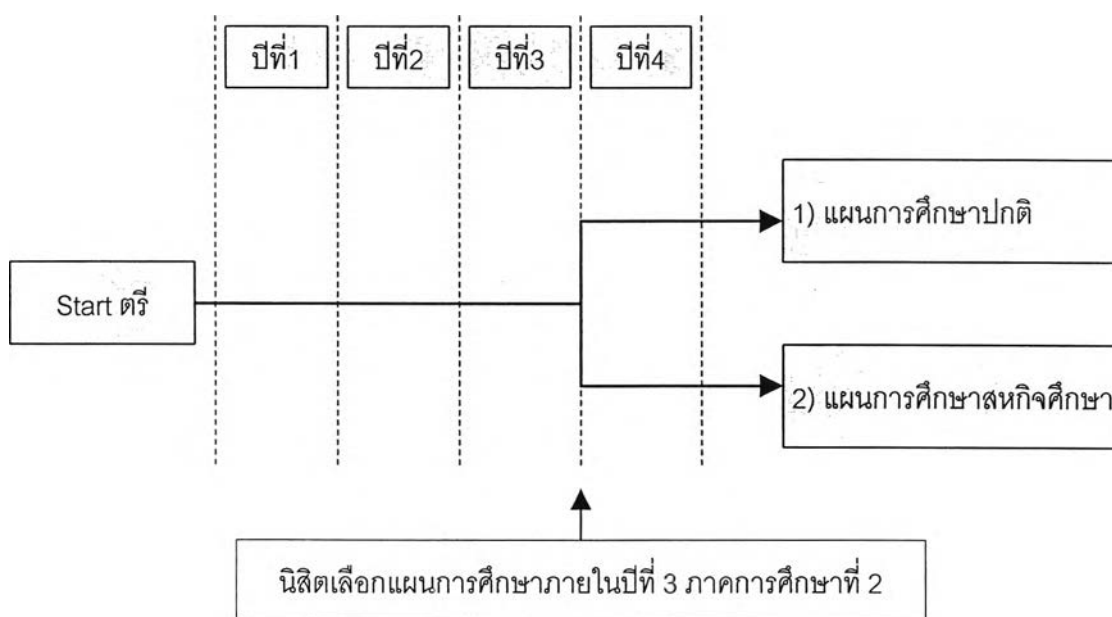 ปีที่1
ปีที่2
ปีที่3
ปีที่4
1) แผนการศึกษาปกติ
Start ตรี
2) แผนการศึกษาสหกิจศึกษา
นิสิตเลือกแผนการศึกษาภายในปีที่ 3 ภาคการศึกษาที่ 2